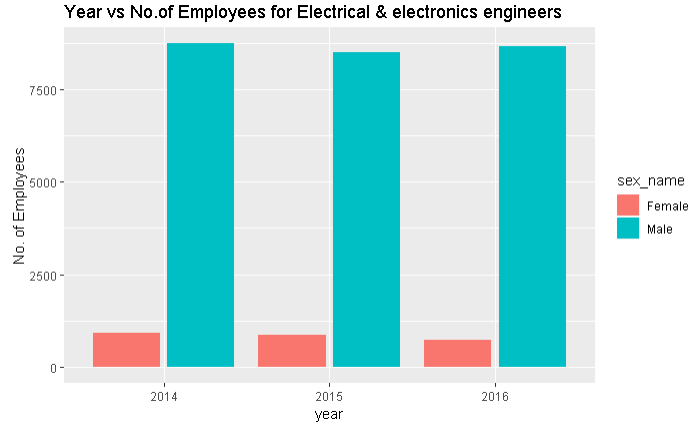 Year vs No.of Employees for Electrical & electronics engineers
No. of Employees
7500
5000
2500
0
2014
2015
2016
year
sex_name
Female
Male